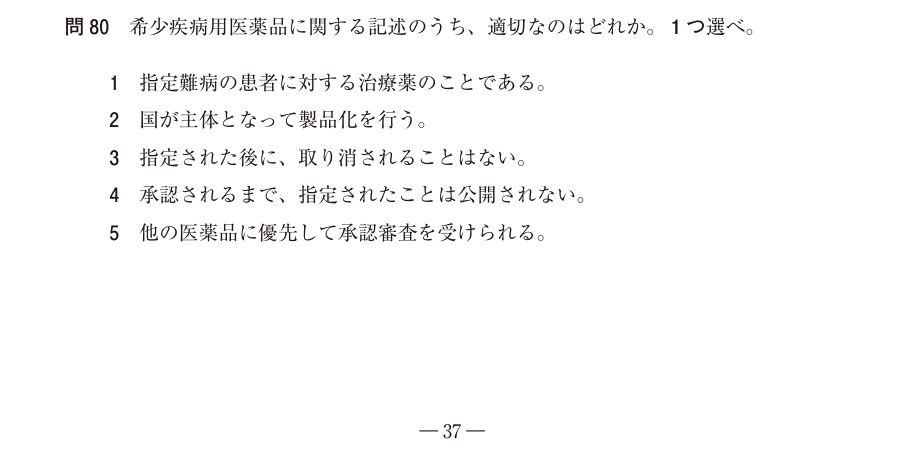 問80 希少疾病用医薬品に関する記述のうち、適切なのはどれか。1つ選べ。
1 指定難病の患者に対する治療薬のことである。
2 国が主体となって製品化を行う。
3 指定された後に、取り消されることはない。
4 承認されるまで、指定されたことは公開されない。
5 他の医薬品に優先して承認審査を受けられる。
— 37 —